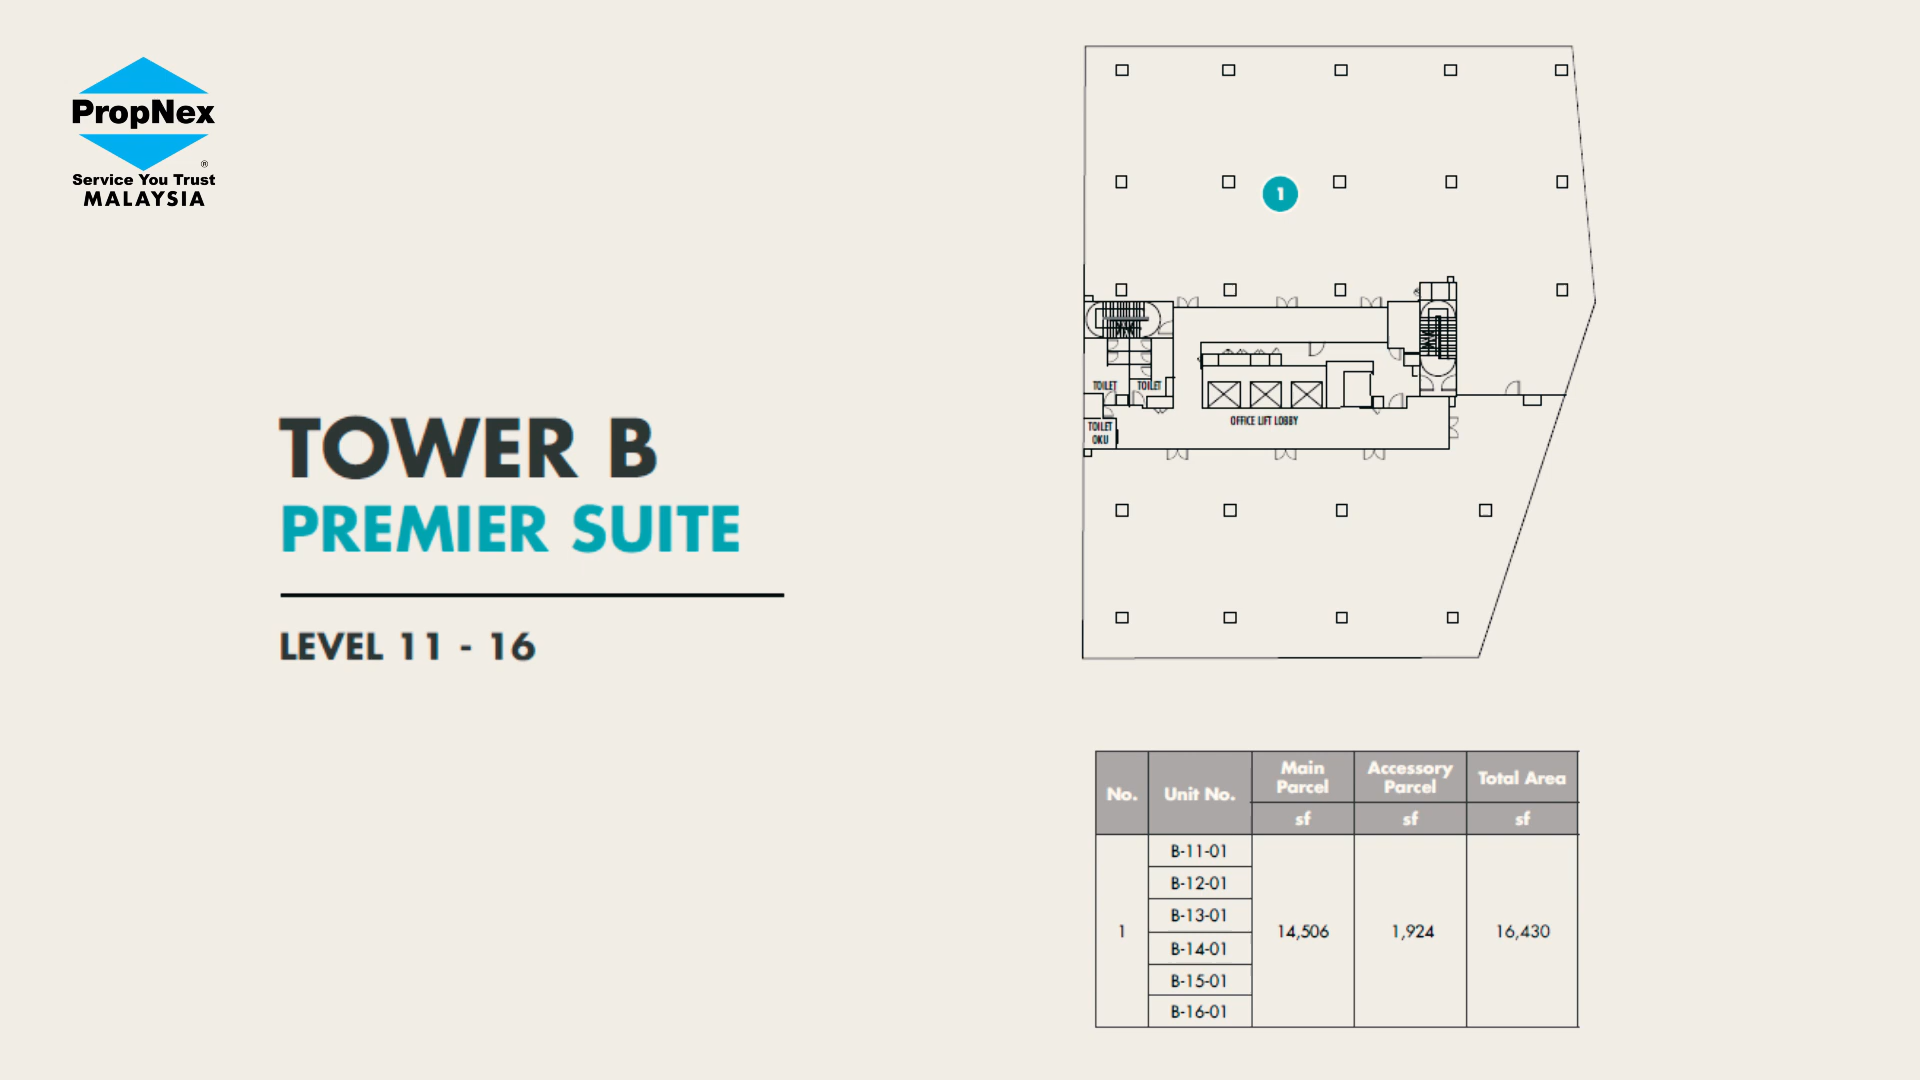 PropNex
®
Service You Trust
MALAYSIA
TOWER B
PREMIER SUITE
LEVEL 11 - 16
1
TOILET
TOILET
TOILET
OKU
OFFICE LIFT LOBBY
No.
Unit No.
Main
Parcel
Accessory
Parcel
Total Area
sf
sf
sf
1
B-11-01
B-12-01
B-13-01
B-14-01
B-15-01
B-16-01
14,506
1,924
16,430